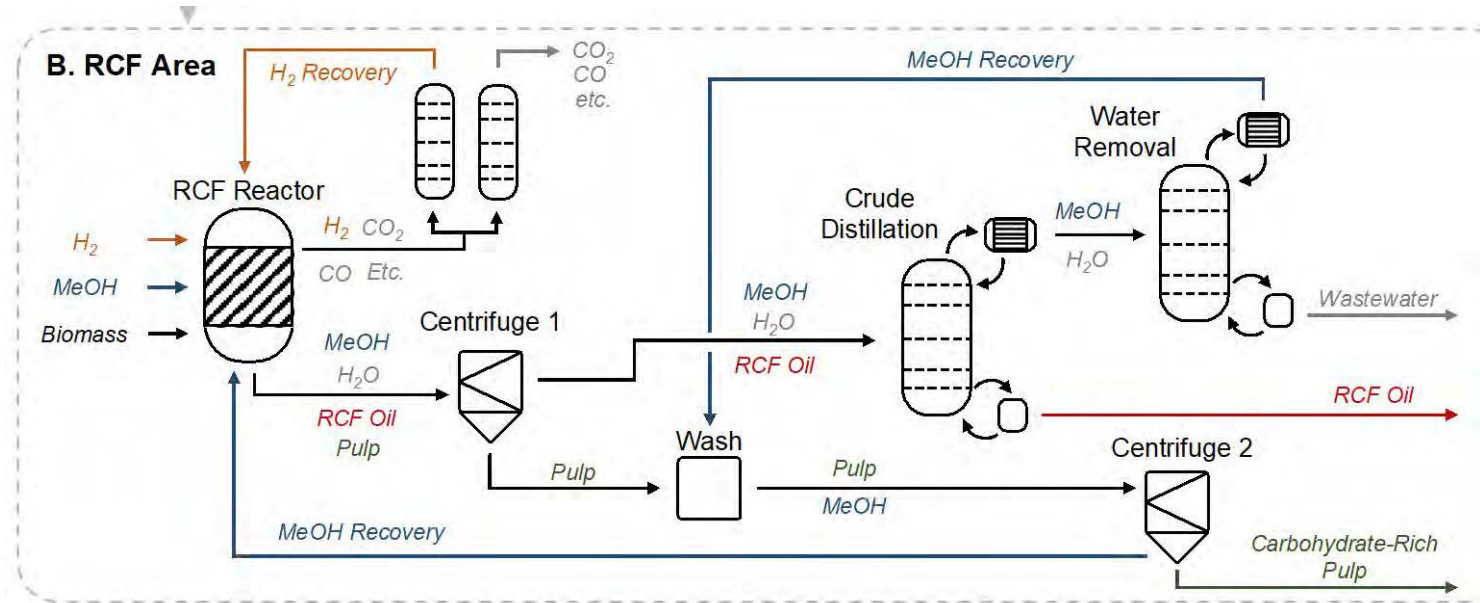 B. RCF Area
H₂ Recovery
CO₂
CO
etc.
MeOH Recovery
Water
Removal
RCF Reactor
Crude
Distillation
H₂
H₂ CO₂
CO Etc.
MeOH
Biomass
MeOH
H₂O
MeOH
H₂O
RCF Oil
Wastewater
Centrifuge 1
MeOH
H₂O
RCF Oil
Pulp
RCF Oil
Wash
Centrifuge 2
Pulp
Pulp
MeOH
MeOH Recovery
Carbohydrate-Rich
Pulp